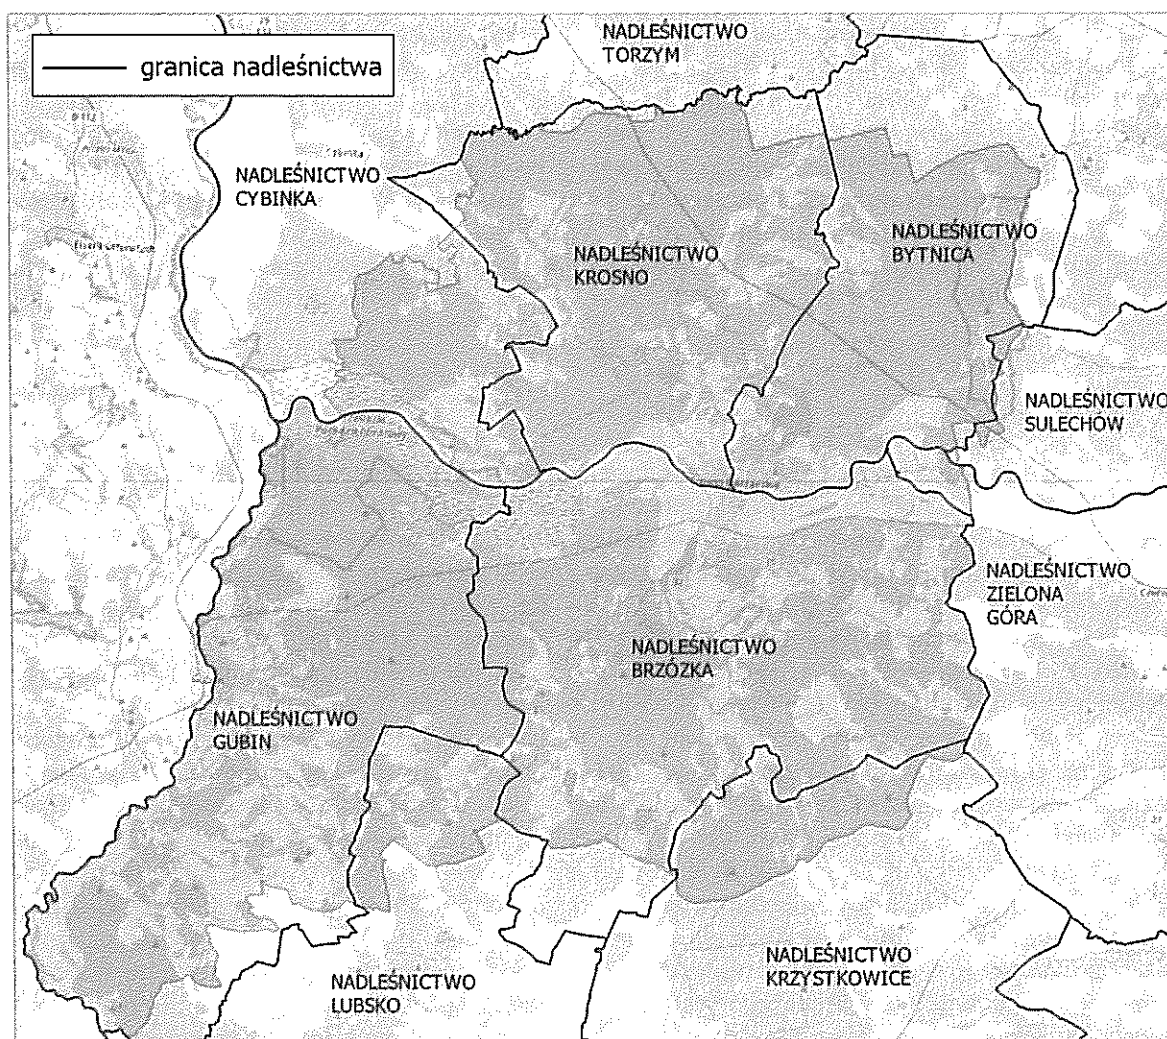 granica nadleśnictwa
NADLEŚNICTWO
TORZYM
NADLEŚNICTWO
CYBINKA
NADLEŚNICTWO
KROSNO
NADLEŚNICTWO
BYTNICA
NADLEŚNICTWO
SULECHÓW
NADLEŚNICTWO
ZIELONA
GÓRA
NADLEŚNICTWO
BRZÓZKA
NADLEŚNICTWO
GUBIN
NADLEŚNICTWO
LUBSKO
NADLEŚNICTWO
KRZYSTKOWICE